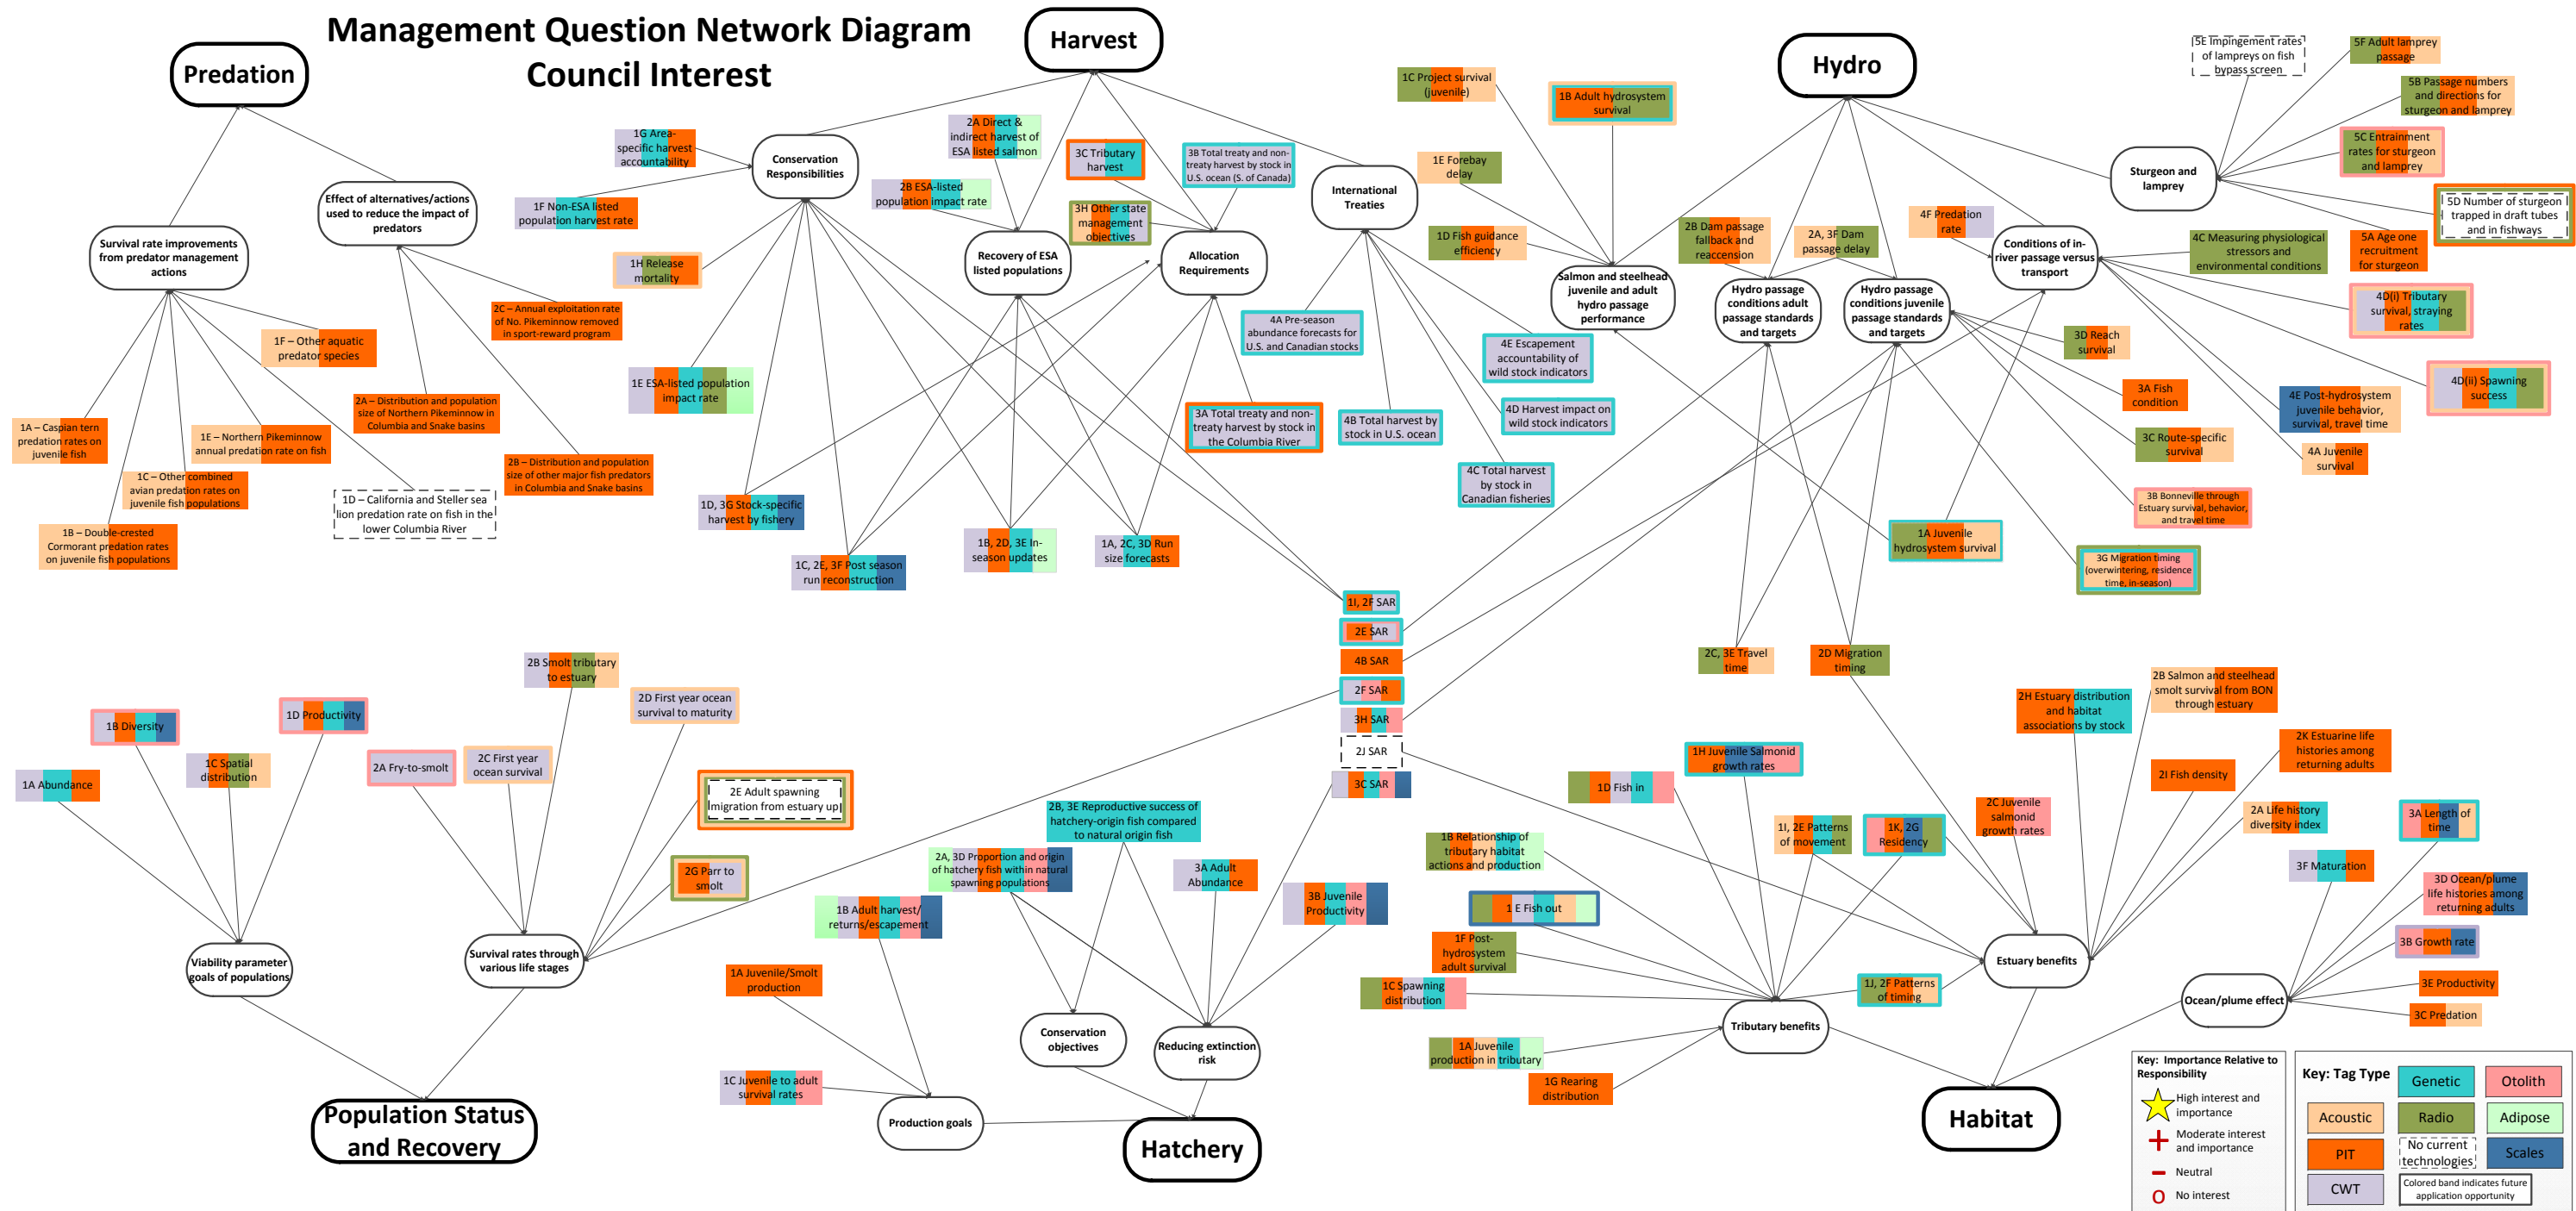 Management Question Network Diagram
Council Interest
Predation
Harvest
Hydro
5E Impingement rates
of lampreys on fish
bypass screen
5F Adult lamprey
passage
5B Passage numbers
and directions for
sturgeon and lamprey
5C Entrainment
rates for sturgeon
and lamprey
5D Number of sturgeon
trapped in draft tubes
and in fishways
5A Age one
recruitment
for sturgeon
Sturgeon and
lamprey
1C Project survival
(juvenile)
1B Adult hydrosystem
survival
1E Forebay
delay
1D Fish guidance
efficiency
2B Dam passage
fallback and
reaccension
2A, 3F Dam
passage delay
4F Predation
rate
Conditions of in-
river passage versus
transport
4C Measuring physiological
stressors and
environmental conditions
4D(i) Tributary
survival, straying
rates
4D(ii) Spawning
success
4E Post-hydrosystem
juvenile behavior,
survival, travel time
4A Juvenile
survival
Salmon and steelhead
juvenile and adult
hydro passage
performance
Hydro passage
conditions adult
passage standards
and targets
Hydro passage
conditions juvenile
passage standards
and targets
3D Reach
survival
3A Fish
condition
3C Route-specific
survival
3B Bonneville through
Estuary survival, behavior,
and travel time
3G Migration timing
(overwintering, residence
time, in-season)
1A Juvenile
hydrosystem survival
1G Area-
specific harvest
accountability
Conservation
Responsibilities
2A Direct &
indirect harvest of
ESA listed salmon
3C Tributary
harvest
3B Total treaty and non-
treaty harvest by stock in
U.S. ocean (S. of Canada)
International
Treaties
1F Non-ESA listed
population harvest rate
2B ESA-listed
population impact rate
3H Other state
management
objectives
1H Release
mortality
Recovery of ESA
listed populations
Allocation
Requirements
4A Pre-season
abundance forecasts for
U.S. and Canadian stocks
4E Escapement
accountability of
wild stock indicators
4D Harvest impact on
wild stock indicators
4B Total harvest by
stock in U.S. ocean
4C Total harvest
by stock in
Canadian fisheries
3A Total treaty and non-
treaty harvest by stock in
the Columbia River
1E ESA-listed population
impact rate
1D, 3G Stock-specific
harvest by fishery
1C, 2E, 3F Post season
run reconstruction
1B, 2D, 3E In-
season updates
1A, 2C, 3D Run
size forecasts
Effect of alternatives/actions
used to reduce the impact of
predators
Survival rate improvements
from predator management
actions
2C – Annual exploitation rate
of No. Pikeminnow removed
in sport-reward program
1F – Other aquatic
predator species
2A – Distribution and population
size of Northern Pikeminnow in
Columbia and Snake basins
2B – Distribution and population
size of other major fish predators
in Columbia and Snake basins
1A – Caspian tern
predation rates on
juvenile fish
1E – Northern Pikeminnow
annual predation rate on fish
1C – Other combined
avian predation rates on
juvenile fish populations
1D – California and Steller sea
lion predation rate on fish in the
lower Columbia River
1B – Double-crested
Cormorant predation rates
on juvenile fish populations
1I, 2F SAR
2E SAR
4B SAR
2F SAR
3H SAR
2J SAR
3C SAR
2C, 3E Travel
time
2D Migration
timing
2B Smolt tributary
to estuary
2D First year ocean
survival to maturity
1B Diversity
1D Productivity
1C Spatial
distribution
1A Abundance
2A Fry-to-smolt
2C First year
ocean survival
2E Adult spawning
migration from estuary up
2G Parr to
smolt
Viability parameter
goals of populations
Survival rates through
various life stages
Population Status
and Recovery
2B, 3E Reproductive success of
hatchery-origin fish compared
to natural origin fish
2A, 3D Proportion and origin
of hatchery fish within natural
spawning populations
3A Adult
Abundance
3B Juvenile
Productivity
1B Adult harvest/
returns/escapement
1A Juvenile/Smolt
production
1C Juvenile to adult
survival rates
Conservation
objectives
Reducing extinction
risk
Production goals
Hatchery
2H Estuary distribution
and habitat
associations by stock
2B Salmon and steelhead
smolt survival from BON
through estuary
2K Estuarine life
histories among
returning adults
2I Fish density
2C Juvenile
salmonid
growth rates
2A Life history
diversity index
1H Juvenile Salmonid
growth rates
1D Fish in
1B Relationship of
tributary habitat
actions and production
1I, 2E Patterns
of movement
1K, 2G
Residency
1 E Fish out
1F Post-
hydrosystem
adult survival
1C Spawning
distribution
1J, 2F Patterns
of timing
1A Juvenile
production in tributary
1G Rearing
distribution
Tributary benefits
Estuary benefits
3A Length of
time
3F Maturation
3D Ocean/plume
life histories among
returning adults
3B Growth rate
3E Productivity
3C Predation
Ocean/plume effect
Habitat
Key: Importance Relative to
Responsibility
High interest and
importance
Moderate interest
and importance
Neutral
No interest
Key: Tag Type
Genetic
Otolith
Acoustic
Radio
Adipose
PIT
No current
technologies
Scales
CWT
Colored band indicates future
application opportunity